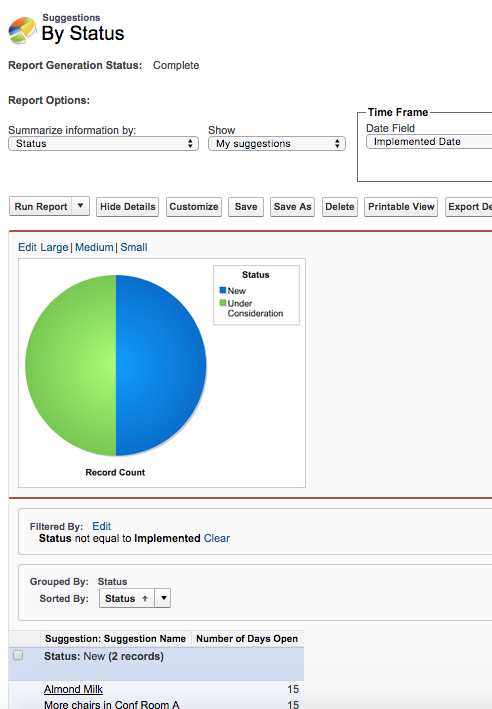 Suggestions
By Status
Report Generation Status: Complete
Report Options:
Time Frame
Summarize information by:
Show
Date Field
Status
My suggestions
Implemented Date
Run Report
Hide Details
Customize
Save
Save As
Delete
Printable View
Export De
Edit Large | Medium | Small
Status
New
Under
Consideration
Record Count
Filtered By: Edit
Status not equal to Implemented Clear
Grouped By: Status
Sorted By: Status ↑
Suggestion: Suggestion Name Number of Days Open
Status: New (2 records)
Almond Milk 15
More chairs in Conf Room A 15